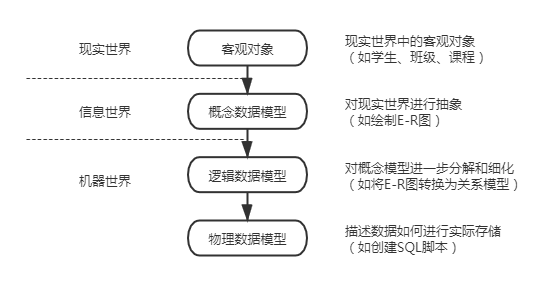 现实世界
客观对象
现实世界中的客观对象
（如学生、班级、课程）
信息世界
概念数据模型
对现实世界进行抽象
（如绘制E-R图）
机器世界
逻辑数据模型
对概念模型进一步分解和细化
（如将E-R图转换为关系模型）
物理数据模型
描述数据如何进行实际存储
（如创建SQL脚本）